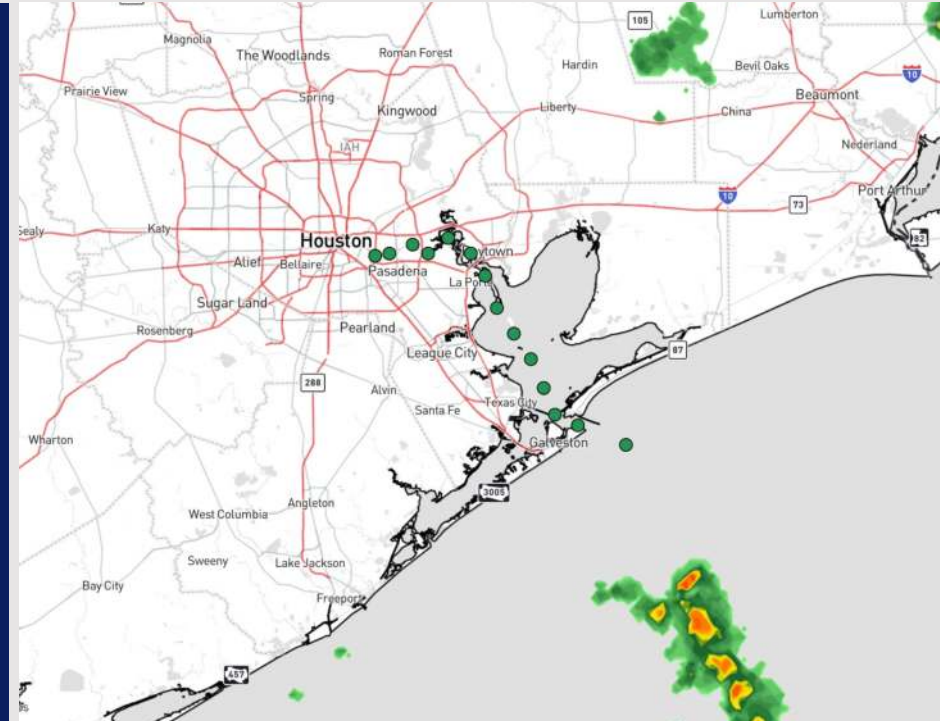 105
Lumberton
Magnolia
The Woodlands
Roman Forest
Hardin
Bevil Oaks
10
Prairie View
Spring
Kingwood
Liberty
China
Beaumont
IAH
Nederland
10
73
Port Arthur
82
Sealy
Katy
Houston
ytown
Alief
Bellaire
Pasadena
La Port
Sugar Land
Rosenberg
Pearland
League City
87
288
Alvin
Santa Fe
Texas City
Wharton
Galveston
3005
Angleton
West Columbia
Sweeny
Lake Jackson
Bay City
Freeport
457